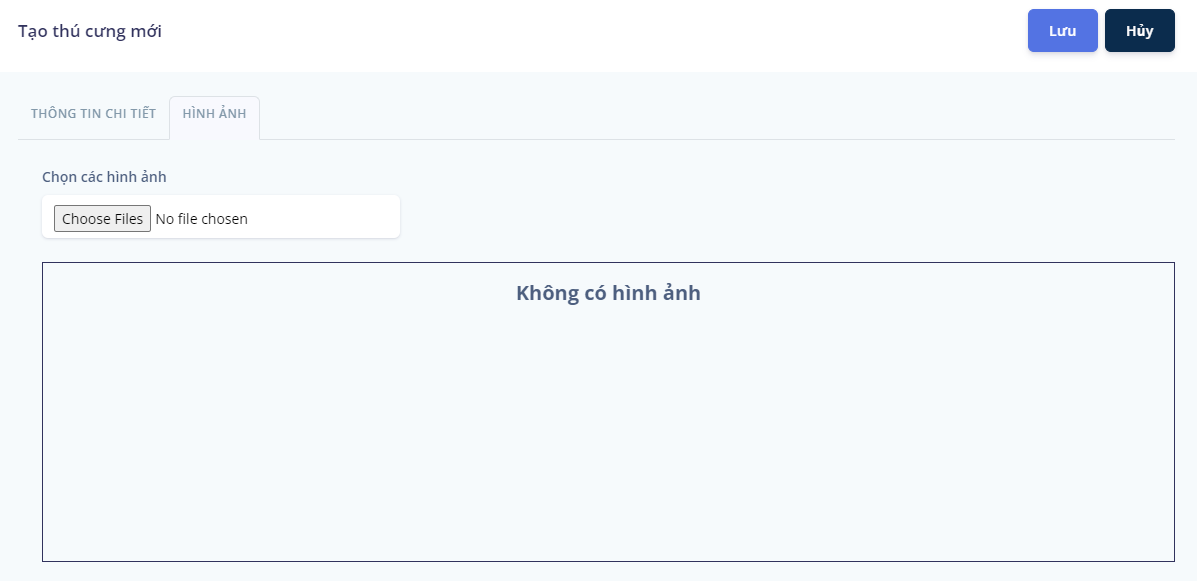 Tạo thú cưng mới
Lưu
Hủy
THÔNG TIN CHI TIẾT
HÌNH ẢNH
Chọn các hình ảnh
Choose Files No file chosen
Không có hình ảnh